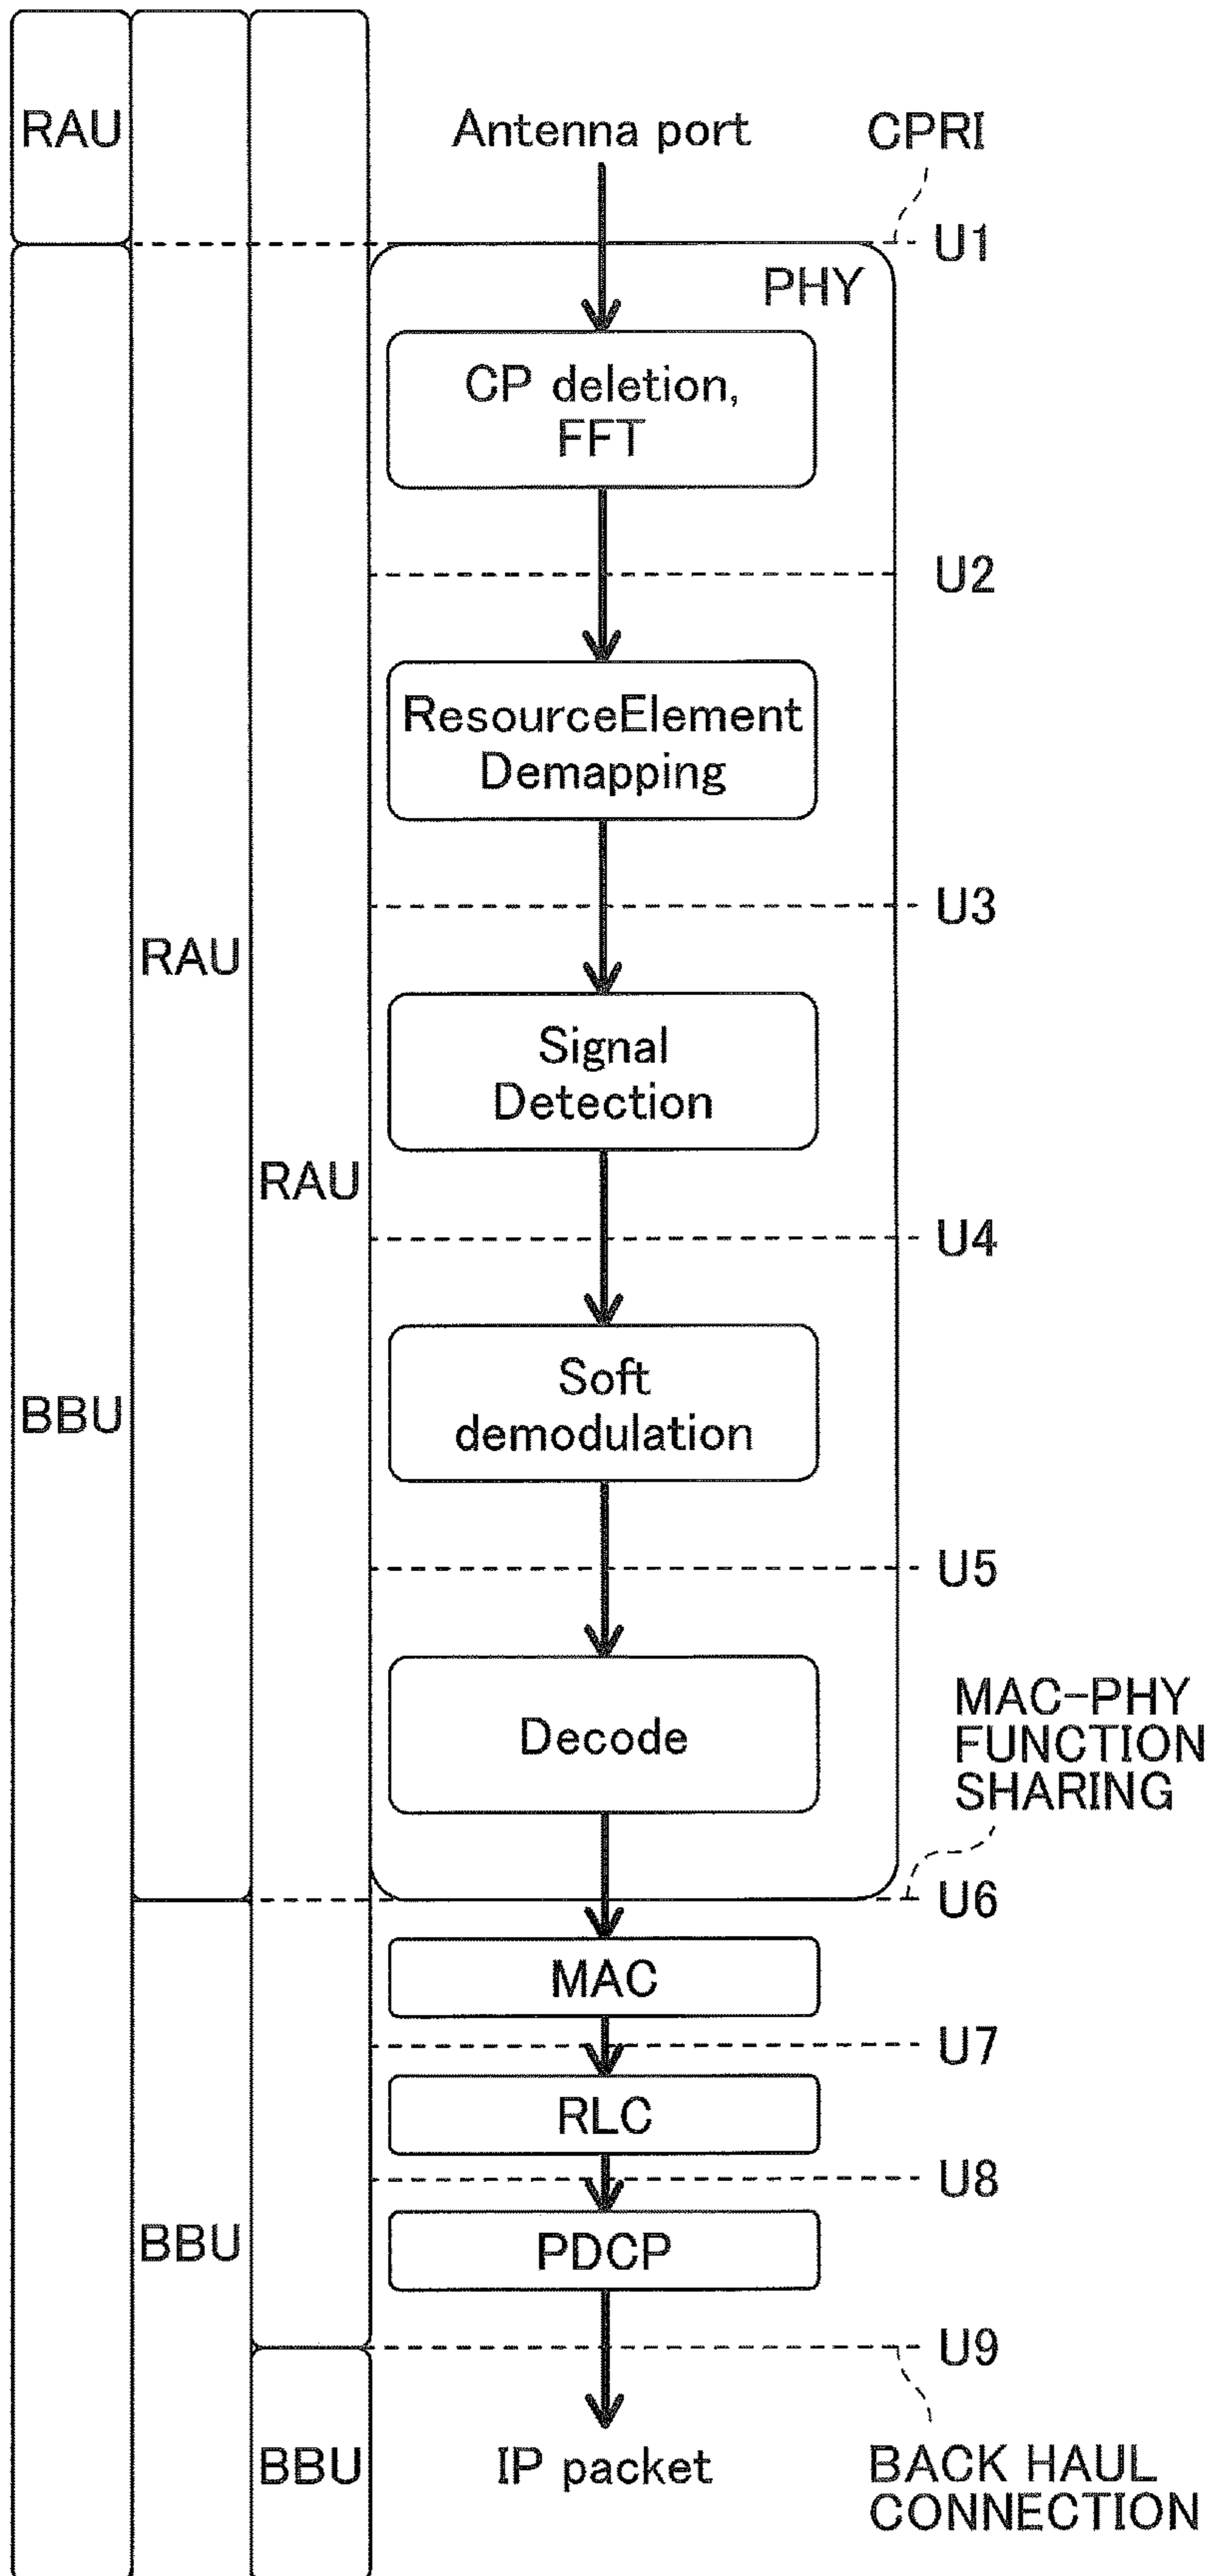 RAU
Antenna port
CPRI
U1
PHY
CP deletion,
FFT
U2
ResourceElement
Demapping
U3
RAU
Signal
Detection
RAU
U4
Soft
demodulation
BBU
U5
MAC-PHY
FUNCTION
SHARING
Decode
U6
MAC
U7
RLC
U8
BBU
PDCP
U9
BBU
IP packet
BACK HAUL
CONNECTION